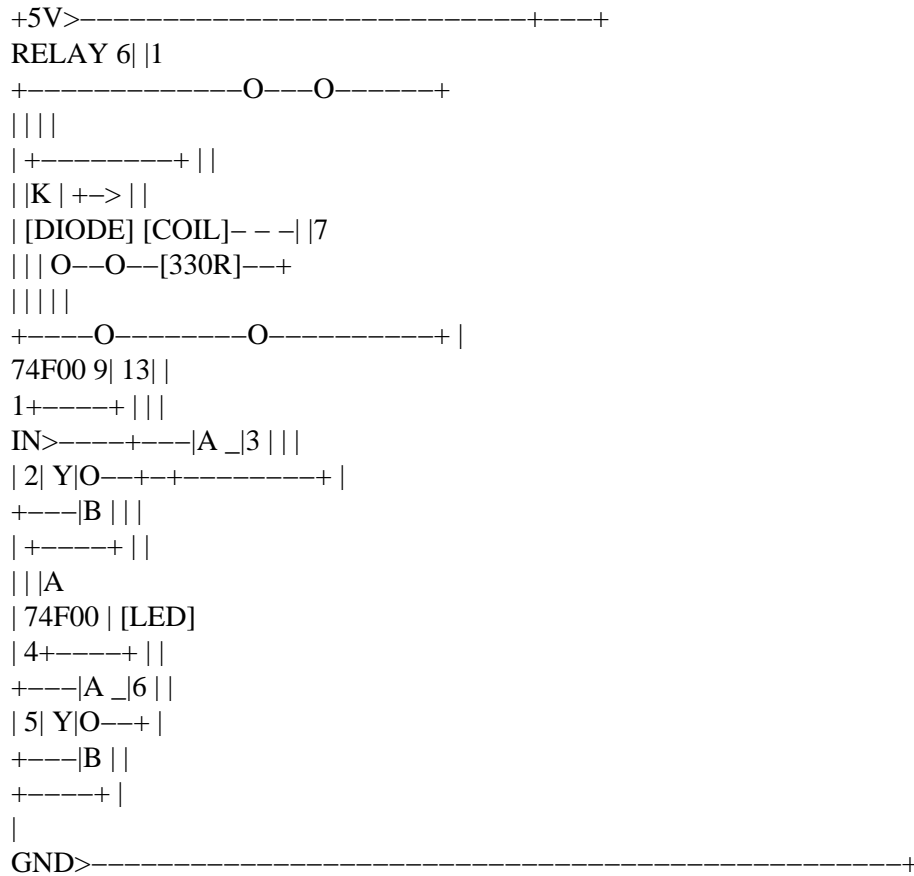 +5V>−−−−−−−−−−−−−−−−−−−−−−−−−−−+−−−+
RELAY 6| |1
+−−−−−−−−−−−−−O−−−O−−−−−−+
| | | |
| +−−−−−−−−+ | |
| |K | +−> | |
| [DIODE] [COIL]− − −| |7
| | | O−−O−−[330R]−−+
| | | | |
+−−−−O−−−−−−−−O−−−−−−−−−−+ |
74F00 9| 13| |
1+−−−−+ | | |
IN>−−−−+−−−|A _|3 | | |
| 2| Y|O−−+−+−−−−−−−−+ |
+−−−|B | | |
| +−−−−+ | |
| | |A
| 74F00 | [LED]
| 4+−−−−+ | |
+−−−|A _|6 | |
| 5| Y|O−−+ |
+−−−|B | |
+−−−−+ |
|
GND>−−−−−−−−−−−−−−−−−−−−−−−−−−−−−−−−−−−−−−−−−−−−−−−−−+